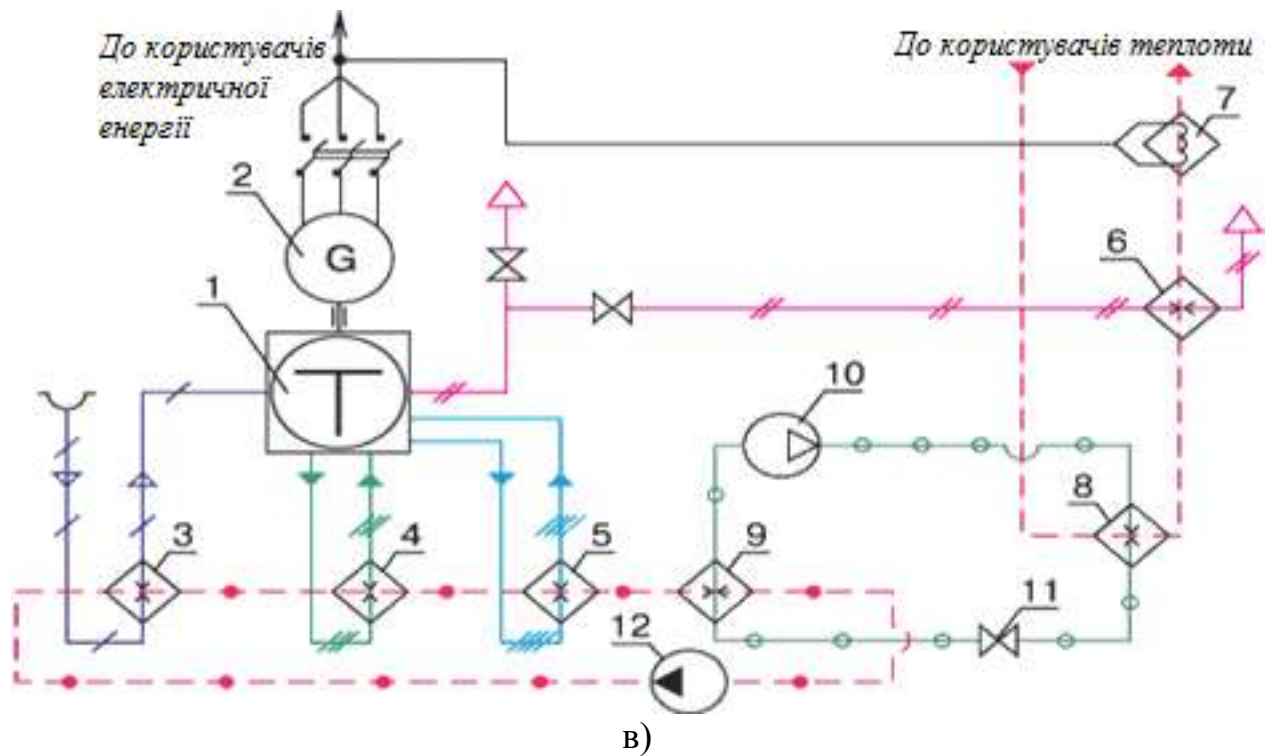 До користувачів
електричної
енергії
До користувачів теплоти
7
2
G
6
1
10
8
3
4
5
9
11
12
в)